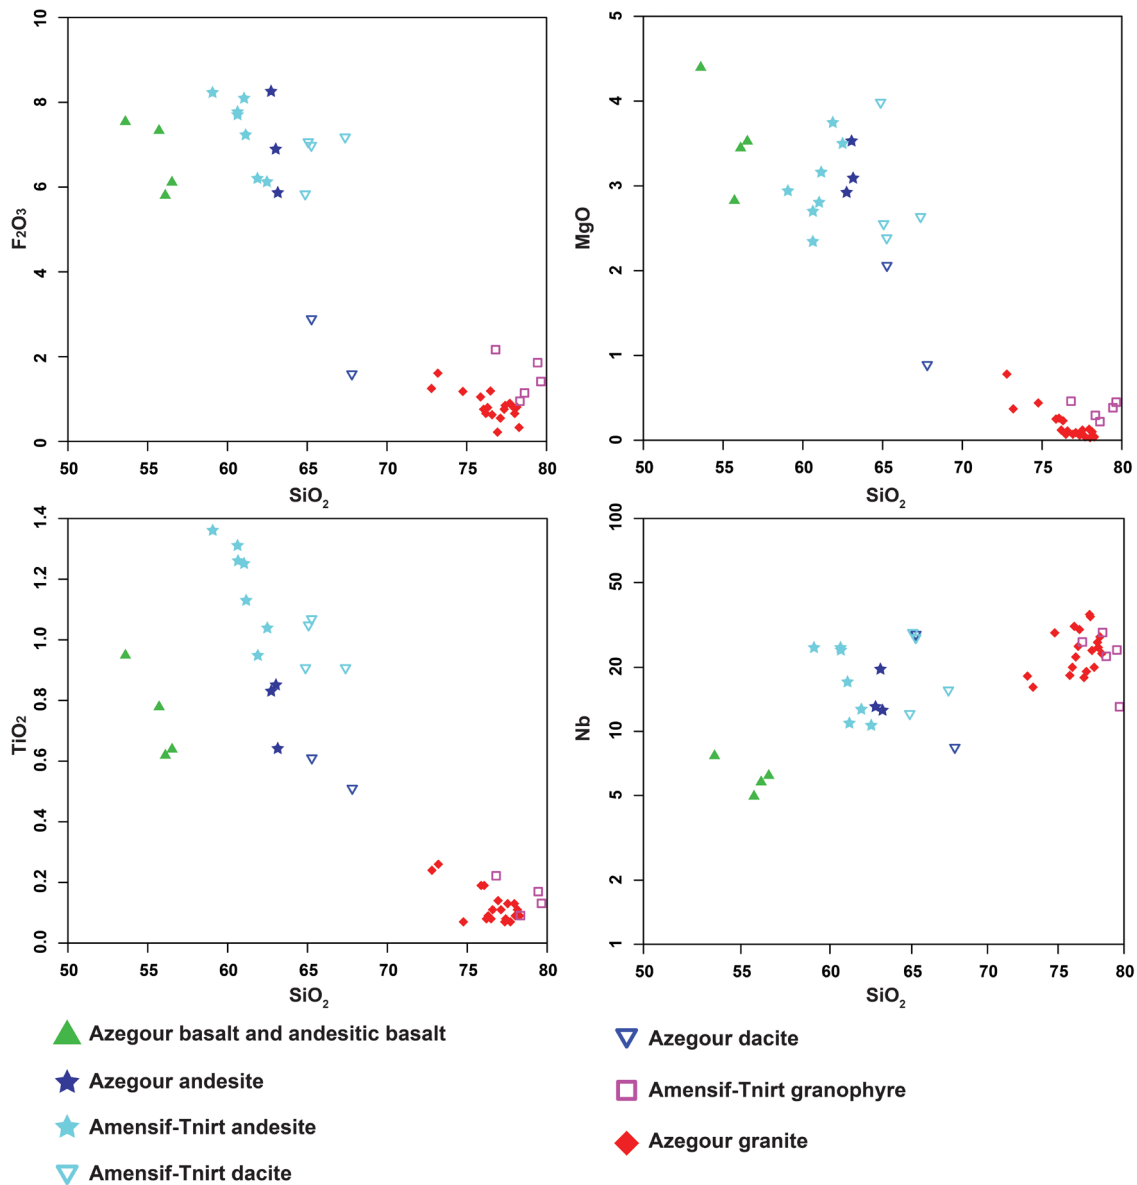 10
8
6
4
2
0
F₂O₃
50 55 60 65 70 75 80
SiO₂
5
4
3
2
1
0
MgO
50 55 60 65 70 75 80
SiO₂
1.4
1.2
1.0
0.8
0.6
0.4
0.2
0.0
TiO₂
50 55 60 65 70 75 80
SiO₂
100
50
20
10
5
2
1
Nb
50 55 60 65 70 75 80
SiO₂
Azegour basalt and andesitic basalt
Azegour andesite
Amensif-Tnirt andesite
Amensif-Tnirt dacite
Azegour dacite
Amensif-Tnirt granophyre
Azegour granite